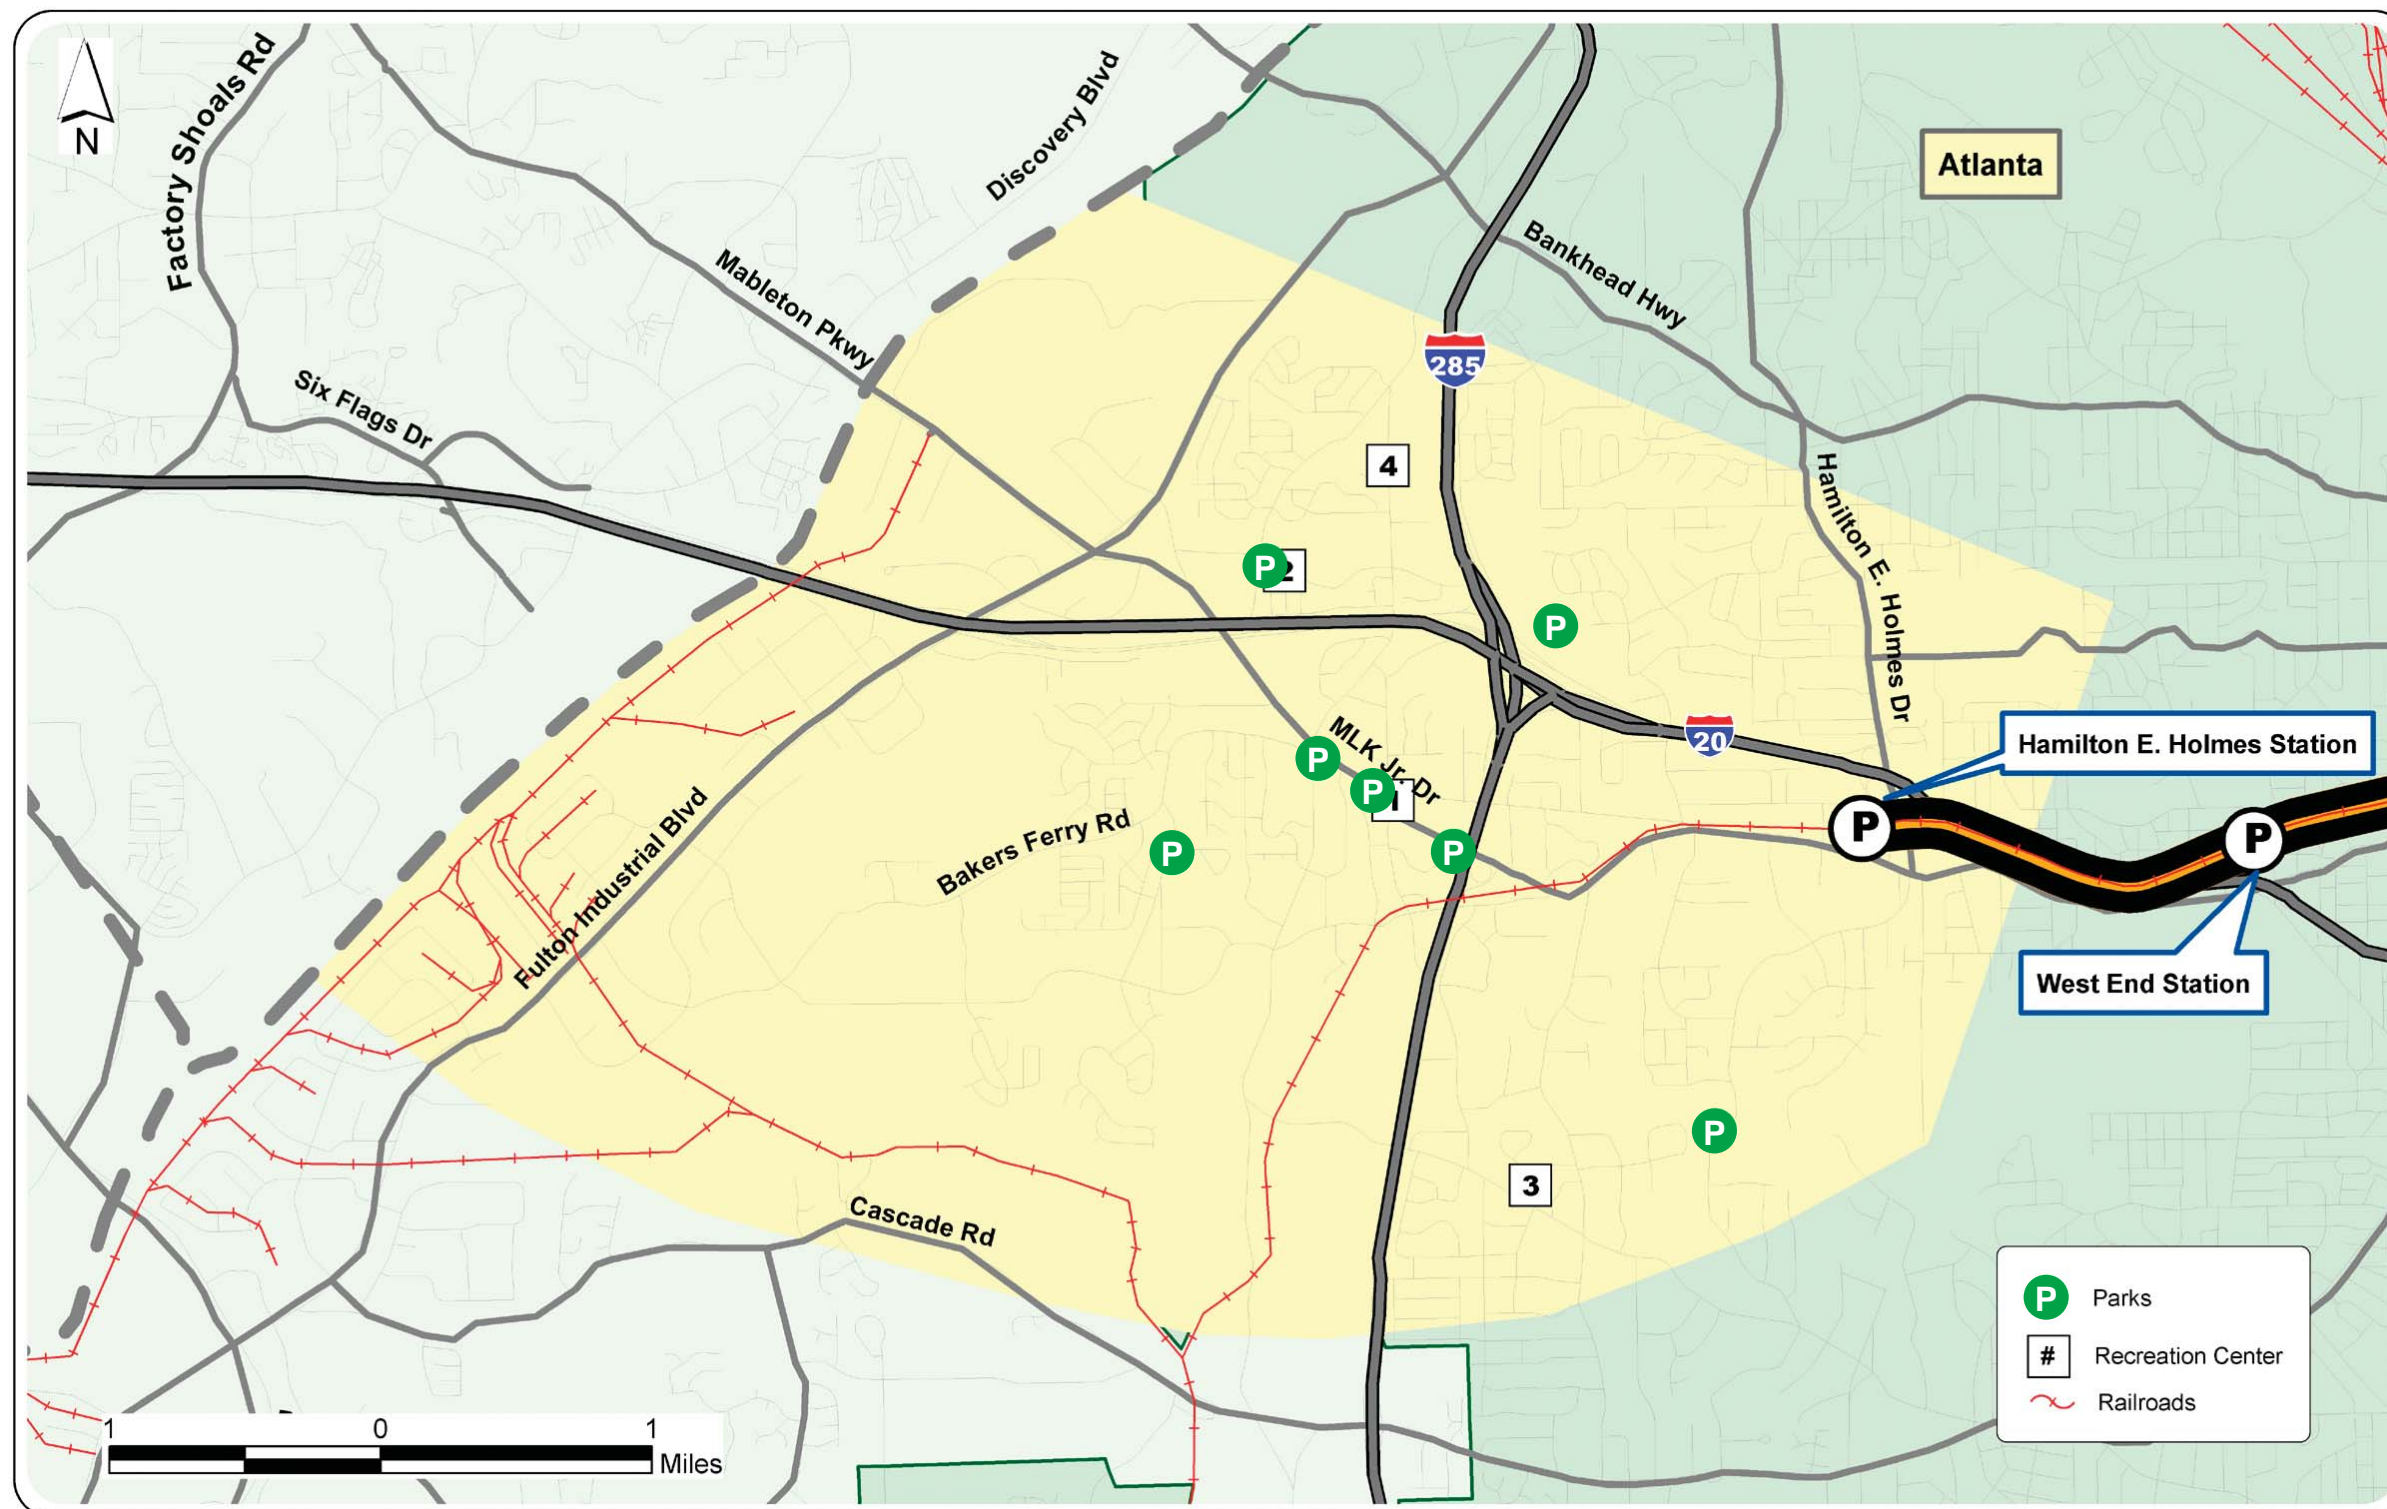 Factory Shoals Rd
N
Discovery Blvd
Atlanta
Mableton Pkwy
Bankhead Hwy
285
Six Flags Dr
4
Hamilton E. Holmes Dr
P
2
P
20
Hamilton E. Holmes Station
MLK Jr. Dr
P
P
1
P
P
P
P
Fulton Industrial Blvd
Bakers Ferry Rd
P
West End Station
P
3
Cascade Rd
P Parks
# Recreation Center
Railroads
1 0 1
Miles